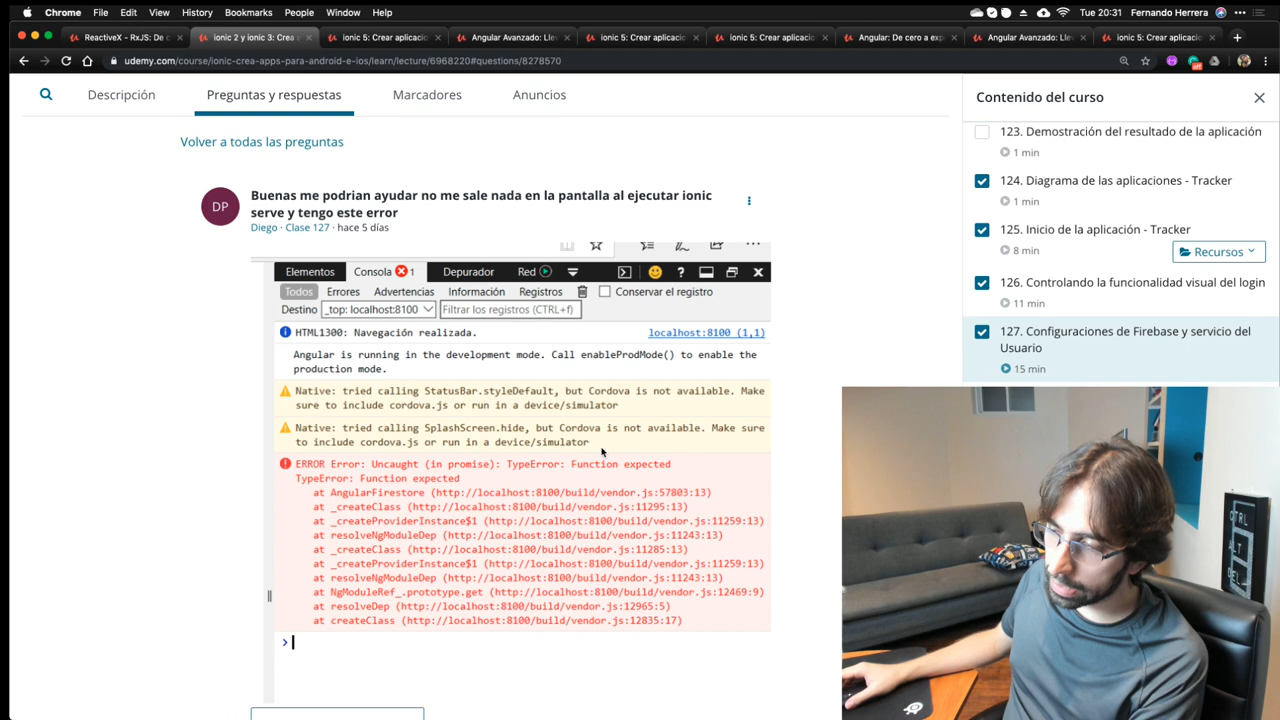 Chrome File Edit View History Bookmarks People Window Help Tue 20:31 Fernando Herrera
ReactiveX - RxJS: De c
ionic 2 y ionic 3: Crea
ionic 5: Crear aplicacio
Angular Avanzado: Lle
ionic 5: Crear aplicacio
ionic 5: Crear aplicacio
Angular: De cero a exp
Angular Avanzado: Lle
ionic 5: Crear aplicacio
udemy.com/course/ionic-crea-apps-para-android-e-ios/learn/lecture/6968220#questions/8278570
Descripción Preguntas y respuestas Marcadores Anuncios
Volver a todas las preguntas
DP
Buenas me podrian ayudar no me sale nada en la pantalla al ejecutar ionic
serve y tengo este error
Diego · Clase 127 · hace 5 días
Elementos Consola 1 Depurador Red
Todos Errores Advertencias Información Registros Conservar el registro
Destino _top: localhost:8100 Filtrar los registros (CTRL+f)
HTML1300: Navegación realizada. localhost:8100 (1,1)
Angular is running in the development mode. Call enableProdMode() to enable the
production mode.
Native: tried calling StatusBar.styleDefault, but Cordova is not available. Make
sure to include cordova.js or run in a device/simulator
Native: tried calling SplashScreen.hide, but Cordova is not available. Make sure
to include cordova.js or run in a device/simulator
ERROR Error: Uncaught (in promise): TypeError: Function expected
TypeError: Function expected
at AngularFirestore (http://localhost:8100/build/vendor.js:57803:13)
at _createClass (http://localhost:8100/build/vendor.js:11295:13)
at _createProviderInstance$1 (http://localhost:8100/build/vendor.js:11259:13)
at resolveNgModuleDep (http://localhost:8100/build/vendor.js:11243:13)
at _createClass (http://localhost:8100/build/vendor.js:11285:13)
at _createProviderInstance$1 (http://localhost:8100/build/vendor.js:11259:13)
at resolveNgModuleDep (http://localhost:8100/build/vendor.js:11243:13)
at NgModuleRef_.prototype.get (http://localhost:8100/build/vendor.js:12469:9)
at resolveDep (http://localhost:8100/build/vendor.js:12965:5)
at createClass (http://localhost:8100/build/vendor.js:12835:17)
>
Contenido del curso
123. Demostración del resultado de la aplicación
1 min
124. Diagrama de las aplicaciones - Tracker
1 min
125. Inicio de la aplicación - Tracker
8 min
Recursos
126. Controlando la funcionalidad visual del login
11 min
127. Configuraciones de Firebase y servicio del
Usuario
15 min
CTRL
ALT
DEL